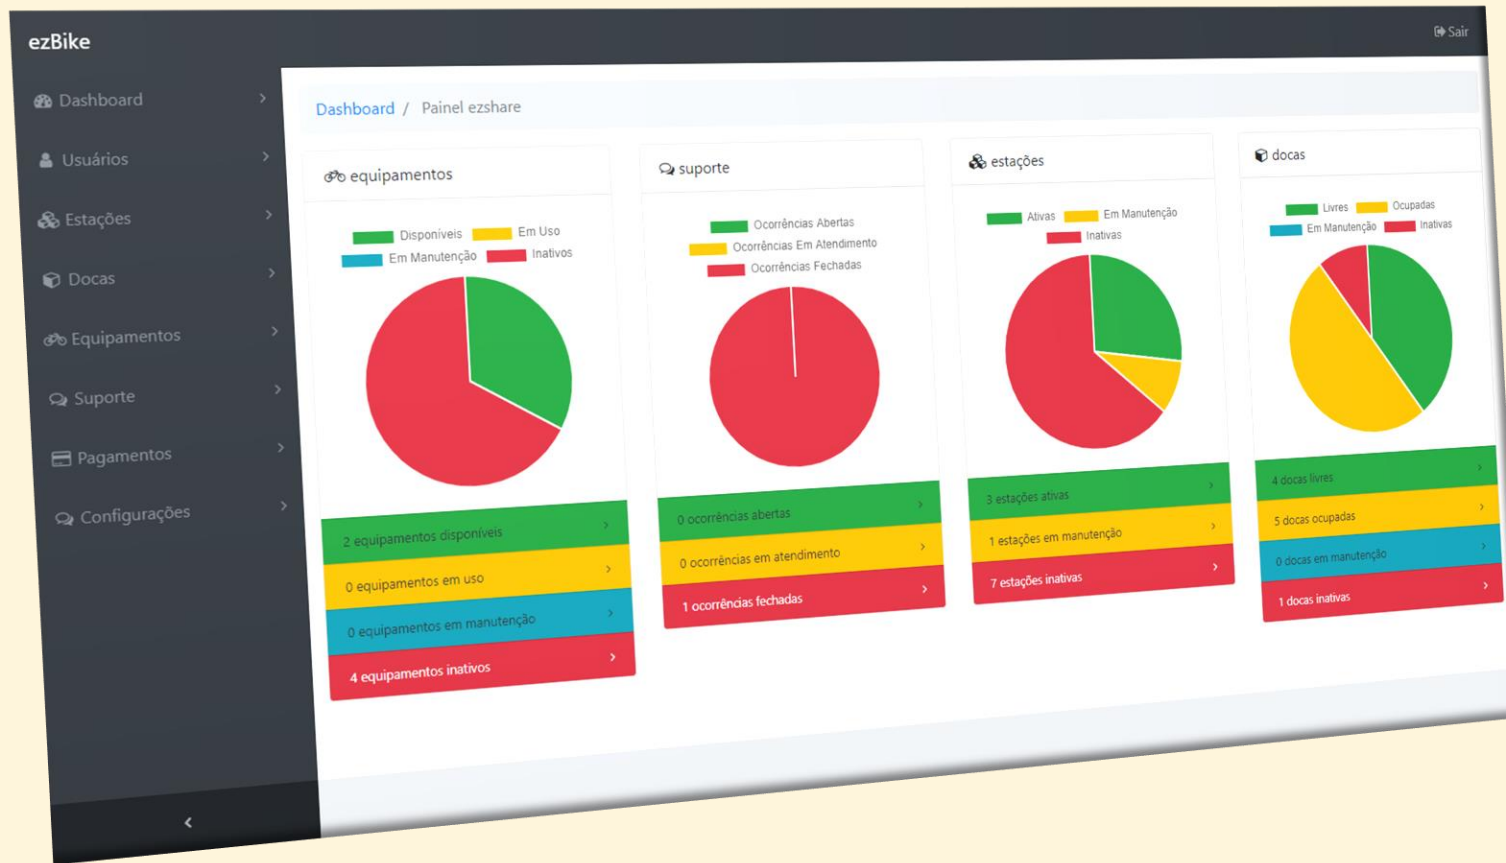 ezBike
Sair
Dashboard
Usuários
Estações
Docas
Equipamentos
Suporte
Pagamentos
Configurações
Dashboard / Painel ezshare
equipamentos
Disponíveis Em Uso
Em Manutenção Inativos
2 equipamentos disponíveis
0 equipamentos em uso
0 equipamentos em manutenção
4 equipamentos inativos
suporte
Ocorrências Abertas
Ocorrências Em Atendimento
Ocorrências Fechadas
0 ocorrências abertas
0 ocorrências em atendimento
1 ocorrências fechadas
estações
Ativas Em Manutenção
Inativas
3 estações ativas
1 estações em manutenção
7 estações inativas
docas
Livres Ocupadas
Em Manutenção Inativas
4 docas livres
5 docas ocupadas
0 docas em manutenção
1 docas inativas